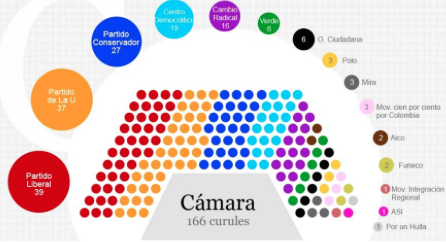 Partido
Liberal
39
Partido
de La U
37
Partido
Conservador
27
Centro
Democrático
19
Cambio
Radical
16
Verde
6
6 O. Ciudadana
3 Polo
3 Mira
3 Mov. cien por ciento
por Colombia
2 Aico
2 Funeco
1 Mov. Integración
Regional
1 ASI
1 Por un Huila
Cámara
166 curules